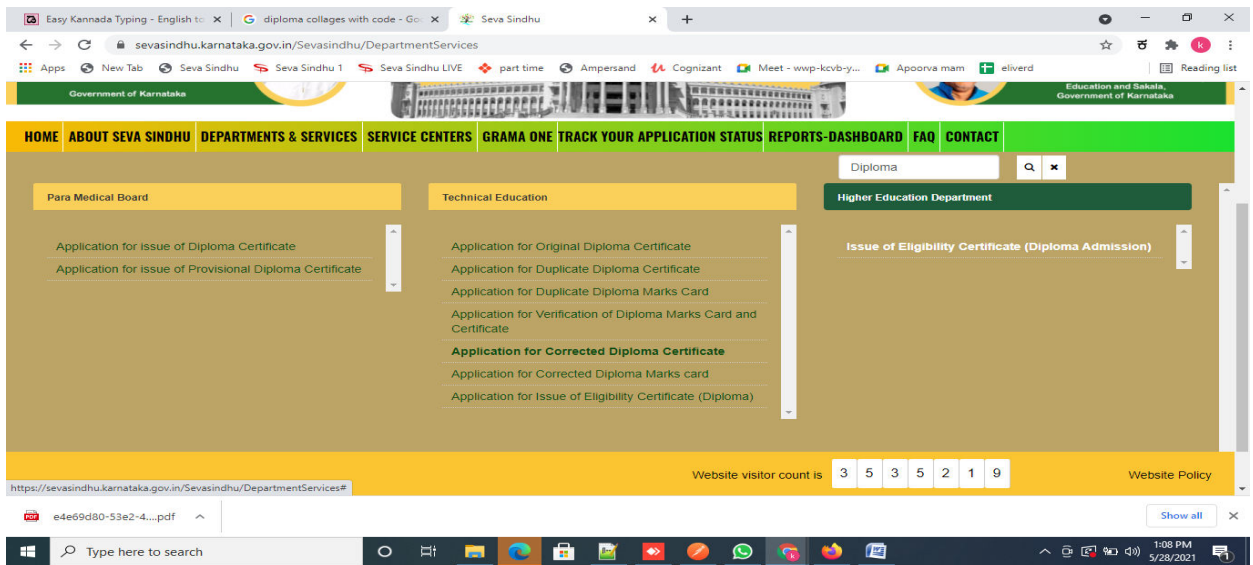 Easy Kannada Typing - English to
diploma collages with code - Goo
Seva Sindhu
sevasindhu.karnataka.gov.in/Sevasindhu/DepartmentServices
ठ
k
Apps
New Tab
Seva Sindhu
Seva Sindhu 1
Seva Sindhu LIVE
part time
Ampersand
Cognizant
Meet - wwp-kcvb-y...
Apoorva mam
eliverd
Reading list
Government of Karnataka
Education and Sakala,
Government of Karnataka
HOME
ABOUT SEVA SINDHU
DEPARTMENTS & SERVICES
SERVICE CENTERS
GRAMA ONE
TRACK YOUR APPLICATION STATUS
REPORTS-DASHBOARD
FAQ
CONTACT
Diploma
Para Medical Board
Application for issue of Diploma Certificate
Application for issue of Provisional Diploma Certificate
Technical Education
Application for Original Diploma Certificate
Application for Duplicate Diploma Certificate
Application for Duplicate Diploma Marks Card
Application for Verification of Diploma Marks Card and
Certificate
Application for Corrected Diploma Certificate
Application for Corrected Diploma Marks card
Application for Issue of Eligibility Certificate (Diploma)
Higher Education Department
Issue of Eligibility Certificate (Diploma Admission)
Website visitor count is 3 5 3 5 2 1 9
Website Policy
https://sevasindhu.karnataka.gov.in/Sevasindhu/DepartmentServices#
PDF
e4e69d80-53e2-4....pdf
Show all
Type here to search
1:08 PM
5/28/2021